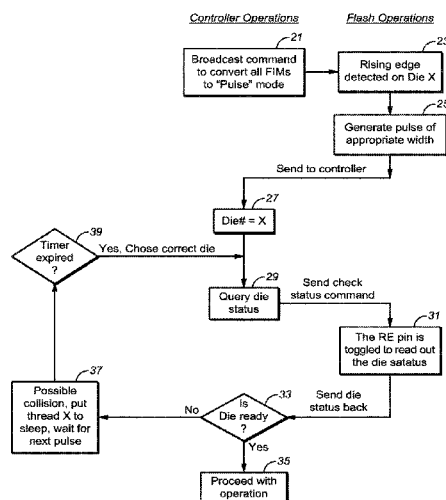 Controller Operations
Flash Operations
21
Broadcast command
to convert all FIMs
to "Pulse" mode
23
Rising edge
detected on Die X
25
Generate pulse of
appropriate width
Send to controller
27
Die# = X
39
Timer
expired
?
Yes, Chose correct die
29
Query die
status
Send check
status command
31
The RE pin is
toggled to read out
the die satatus
37
Possible
collision, put
thread X to
sleep, wait for
next pulse
33
Is
Die ready
?
No
Send die
status back
Yes
35
Proceed with
operation